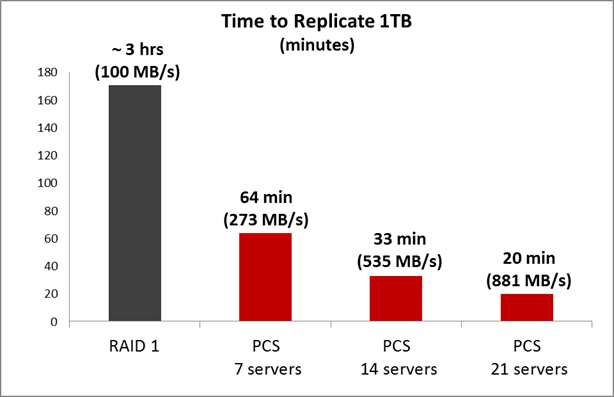 Time to Replicate 1TB
(minutes)
~ 3 hrs
(100 MB/s)
180
160
140
120
100
80
60
40
20
0
64 min
(273 MB/s)
33 min
(535 MB/s)
20 min
(881 MB/s)
RAID 1
PCS
7 servers
PCS
14 servers
PCS
21 servers